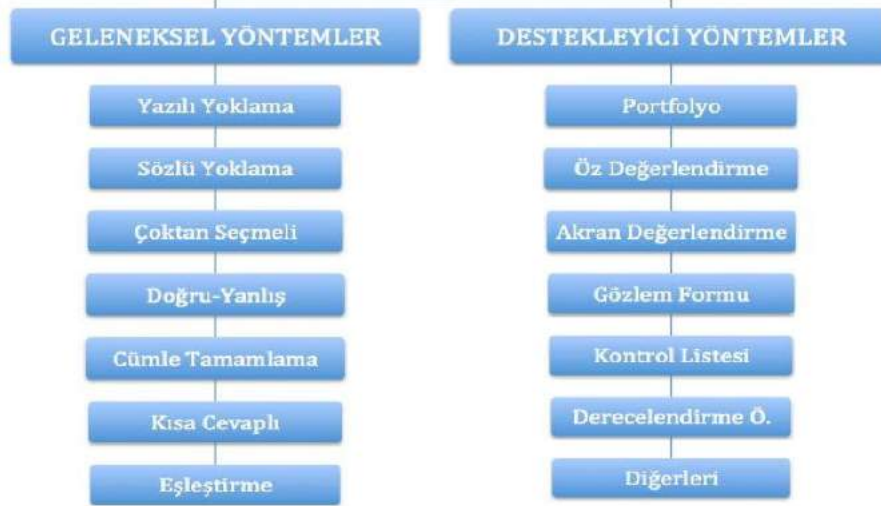 GELENEKSEL YÖNTEMLER
Yazılı Yoklama
Sözlü Yoklama
Çoktan Seçmeli
Doğru-Yanlış
Cümle Tamamlama
Kısa Cevaplı
Eşleştirme
DESTEKLEYİCİ YÖNTEMLER
Portfolyo
Öz Değerlendirme
Akran Değerlendirme
Gözlem Formu
Kontrol Listesi
Derecelendirme Ö.
Diğerleri